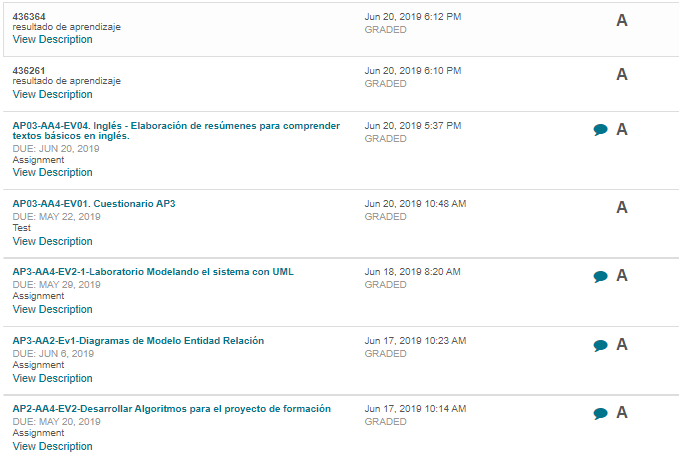 436364
resultado de aprendizaje
View Description
Jun 20, 2019 6:12 PM
GRADED
A
436261
resultado de aprendizaje
View Description
Jun 20, 2019 6:10 PM
GRADED
A
AP03-AA4-EV04. Inglés - Elaboración de resúmenes para comprender
textos básicos en inglés.
DUE: JUN 20, 2019
Assignment
View Description
Jun 20, 2019 5:37 PM
GRADED
A
AP03-AA4-EV01. Cuestionario AP3
DUE: MAY 22, 2019
Test
View Description
Jun 20, 2019 10:48 AM
GRADED
A
AP3-AA4-EV2-1-Laboratorio Modelando el sistema con UML
DUE: MAY 29, 2019
Assignment
View Description
Jun 18, 2019 8:20 AM
GRADED
A
AP3-AA2-Ev1-Diagramas de Modelo Entidad Relación
DUE: JUN 6, 2019
Assignment
View Description
Jun 17, 2019 10:23 AM
GRADED
A
AP2-AA4-EV2-Desarrollar Algoritmos para el proyecto de formación
DUE: MAY 20, 2019
Assignment
View Description
Jun 17, 2019 10:14 AM
GRADED
A